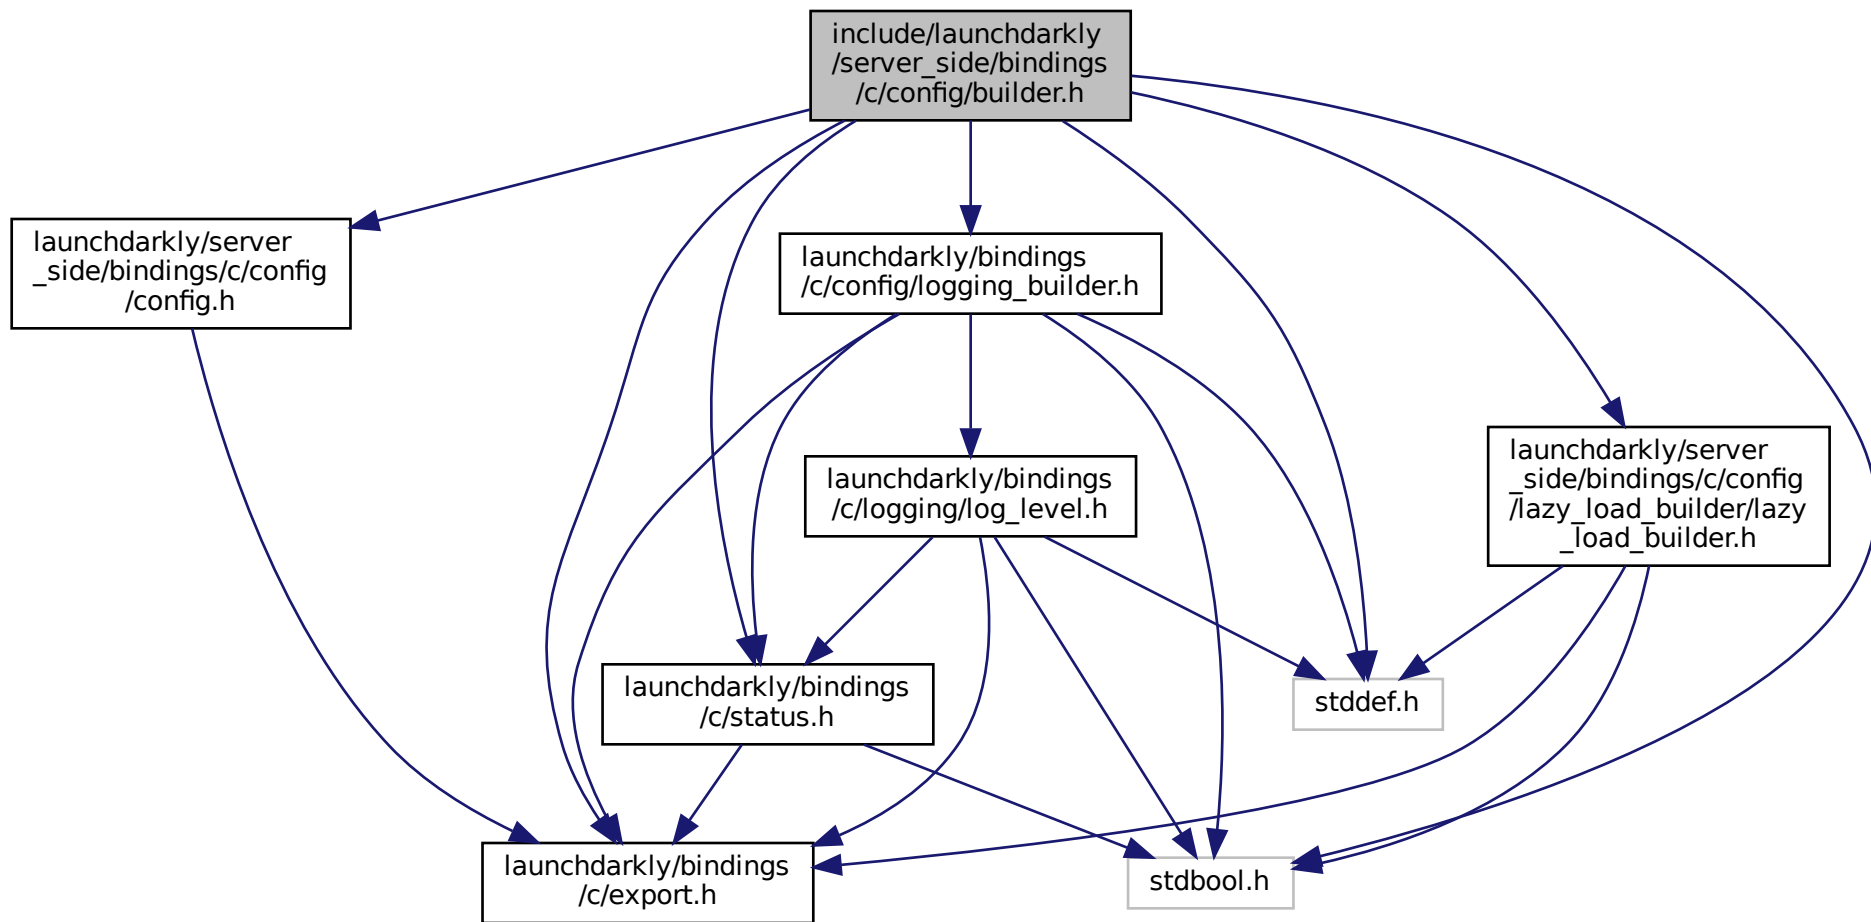 include/launchdarkly
/server_side/bindings
/c/config/builder.h
launchdarkly/server
_side/bindings/c/config
/config.h
launchdarkly/bindings
/c/config/logging_builder.h
launchdarkly/server
_side/bindings/c/config
/lazy_load_builder/lazy
_load_builder.h
launchdarkly/bindings
/c/logging/log_level.h
launchdarkly/bindings
/c/status.h
stddef.h
launchdarkly/bindings
/c/export.h
stdbool.h